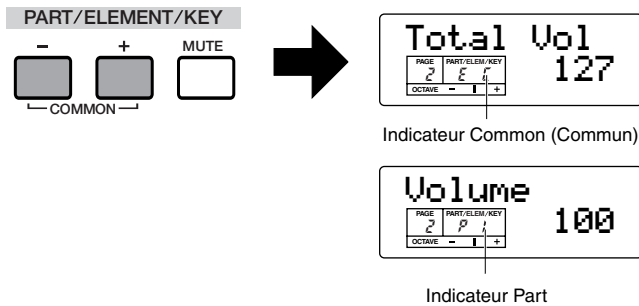 PART/ELEMENT/KEY
– + MUTE
COMMON
Total Vol
PAGE PART/ELEM/KEY
2 E C 127
OCTAVE – +
Indicateur Common (Commun)
Volume
PAGE PART/ELEM/KEY
2 P 1 100
OCTAVE – +
Indicateur Part